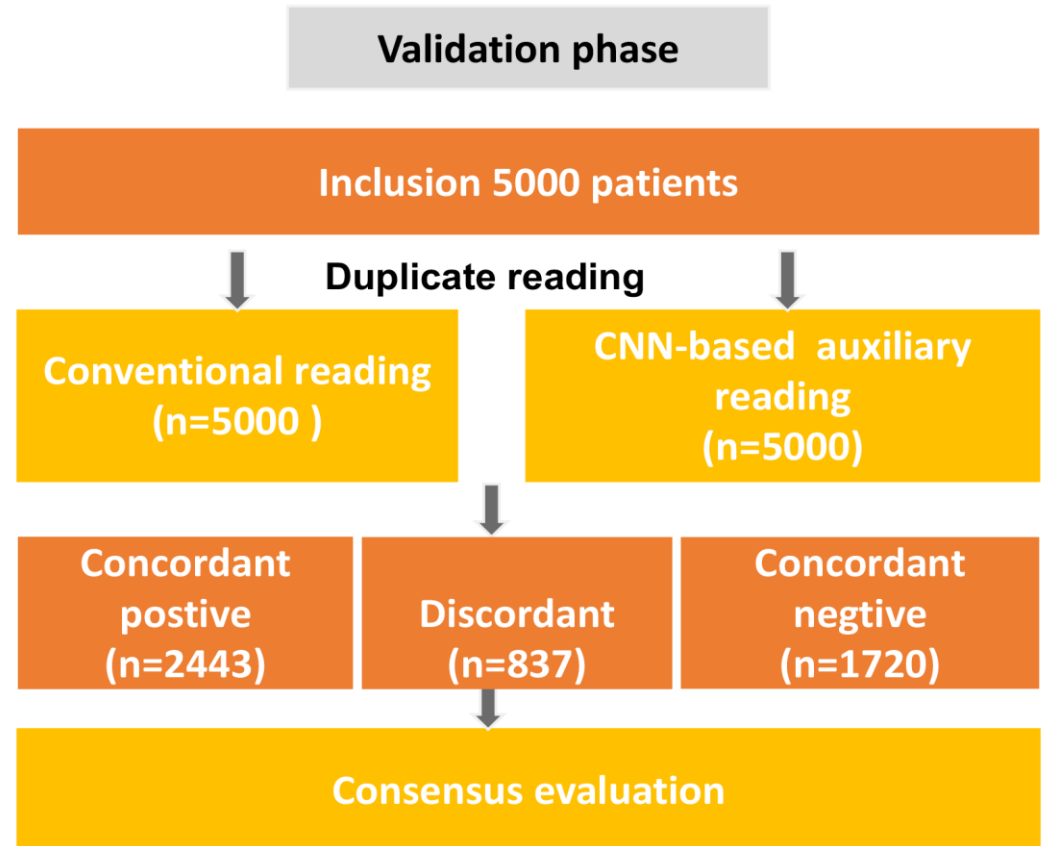 Validation phase
Inclusion 5000 patients
Duplicate reading
Conventional reading
(n=5000 )
CNN-based  auxiliary
reading
(n=5000)
Concordant
postive
(n=2443)
Discordant
(n=837)
Concordant
negtive
(n=1720)
Consensus evaluation